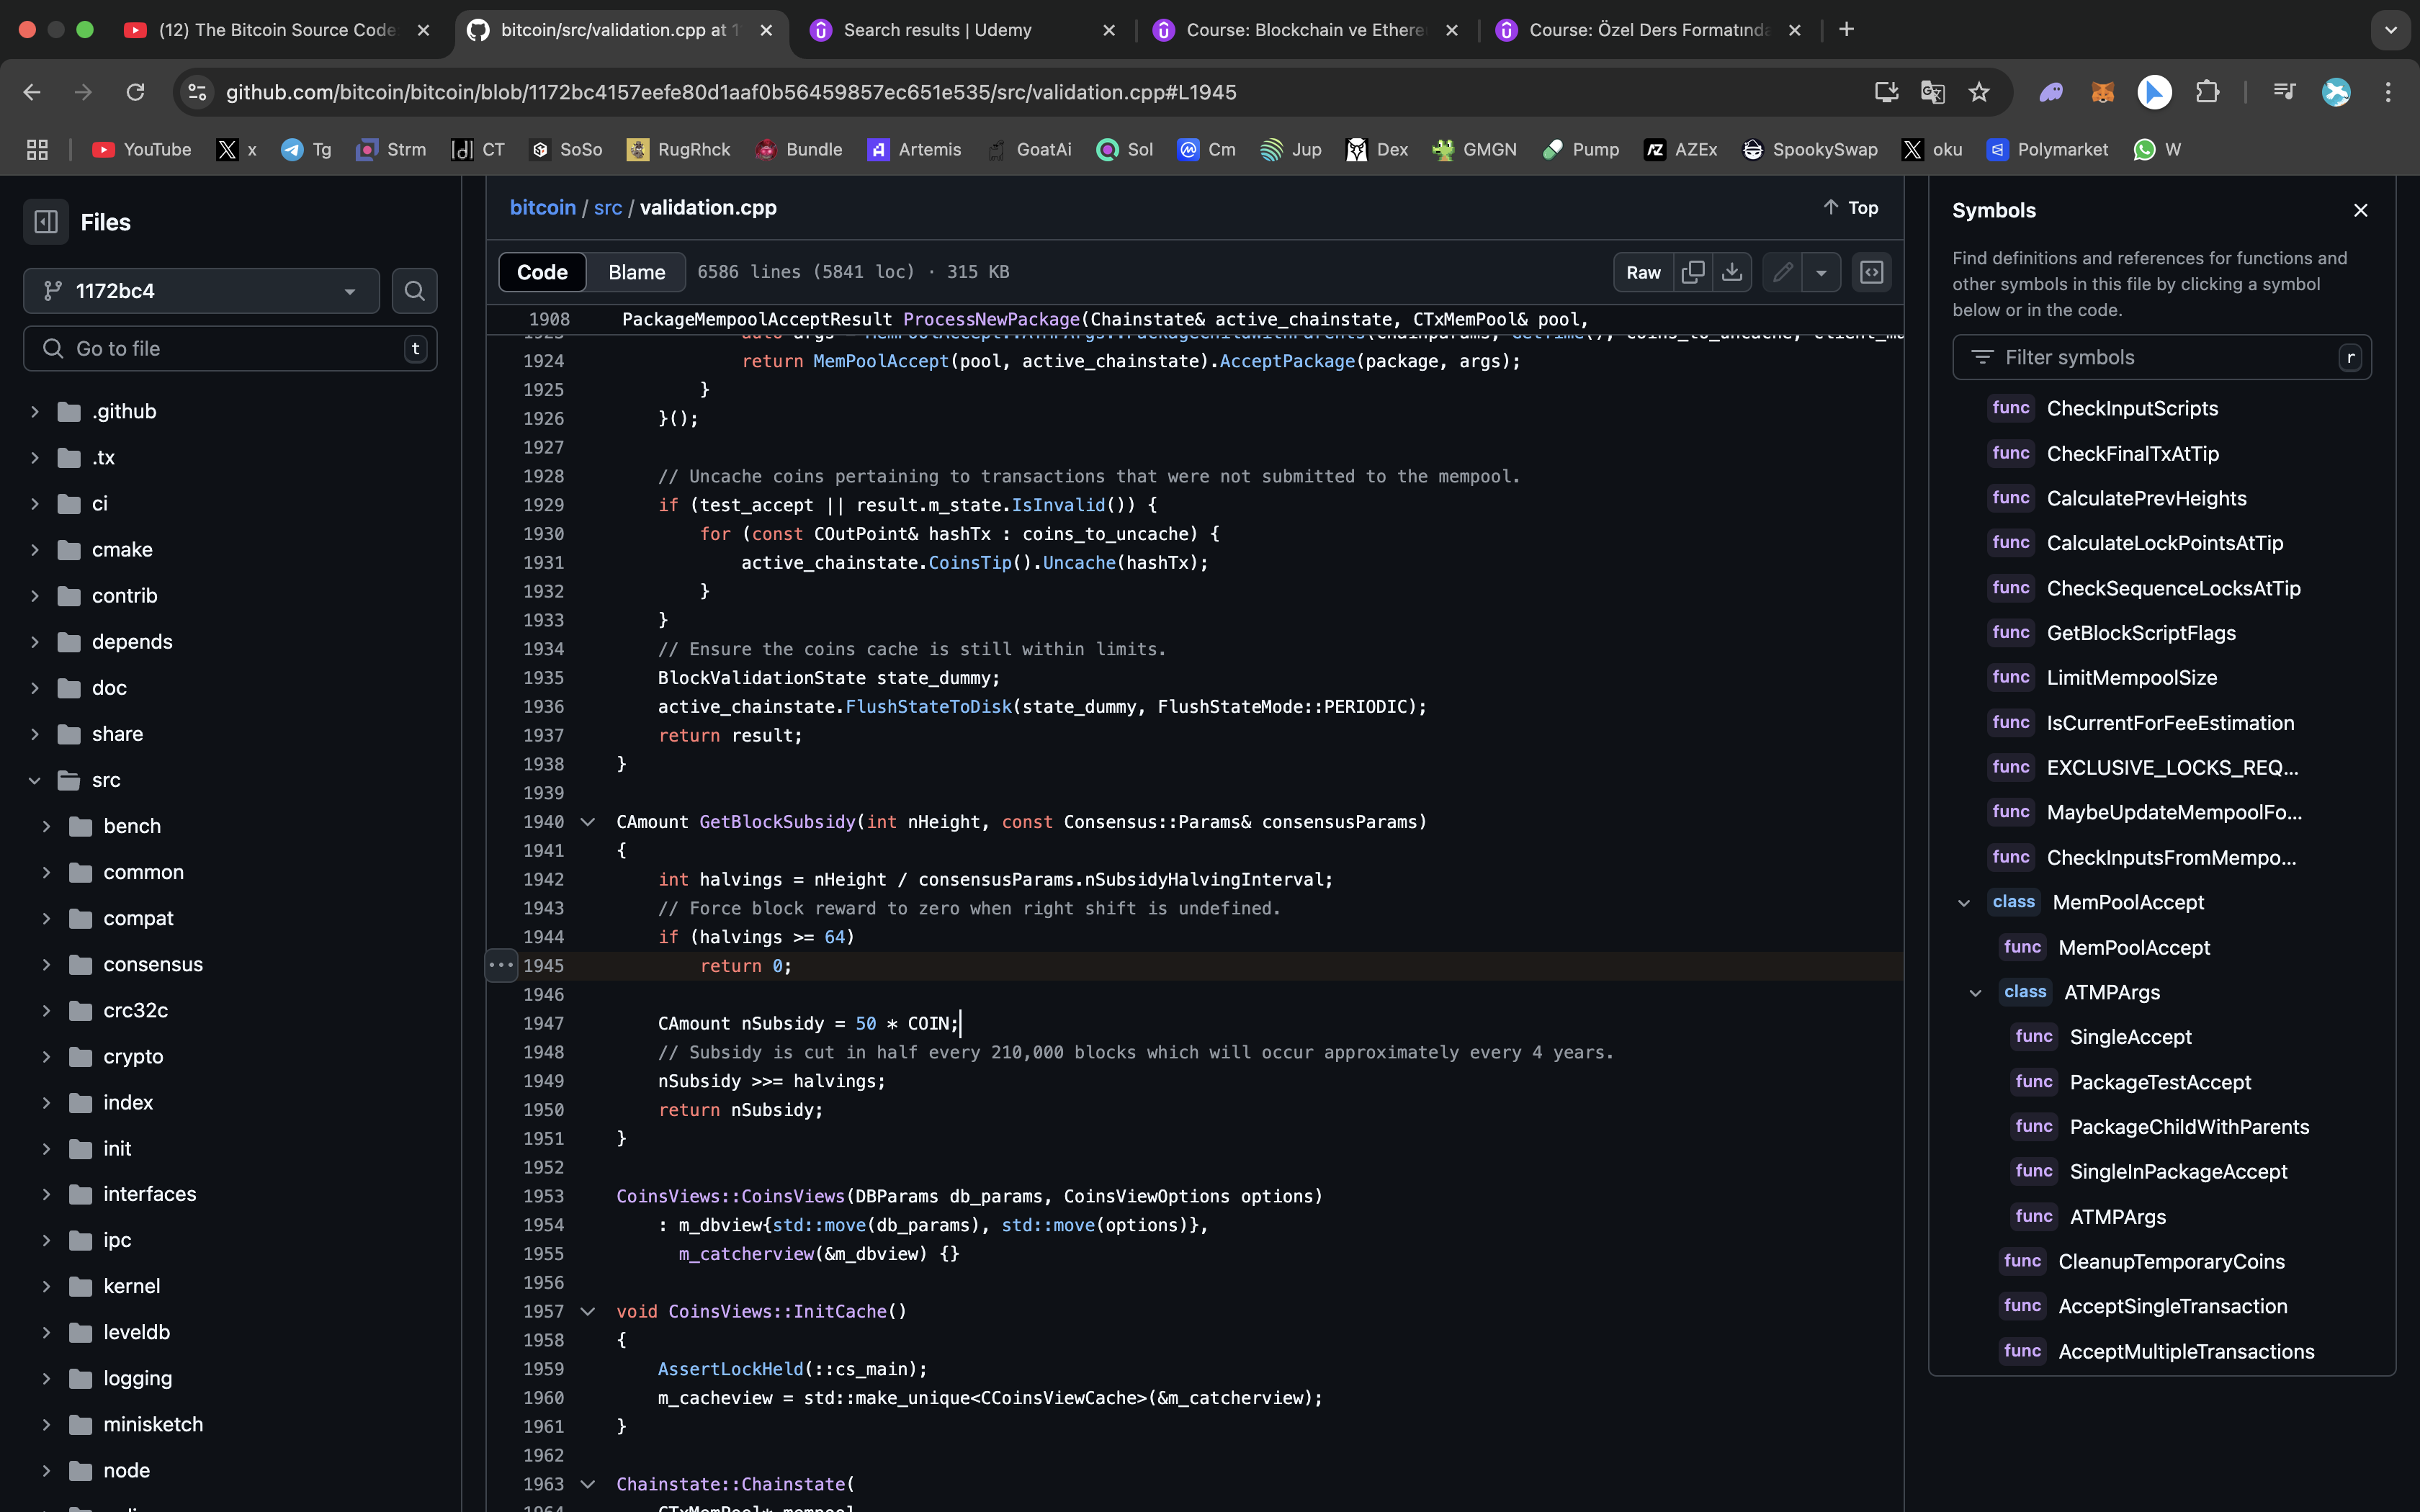 (12) The Bitcoin Source Code
bitcoin/src/validation.cpp at 1
Search results | Udemy
Course: Blockchain ve Ethere
Course: Özel Ders Formatında
github.com/bitcoin/bitcoin/blob/1172bc4157eefe80d1aaf0b56459857ec651e535/src/validation.cpp#L1945
YouTube x Tg Strm CT SoSo RugRhck Bundle Artemis GoatAi Sol Cm Jup Dex GMGN Pump AZEx SpookySwap oku Polymarket W
Files
1172bc4
Go to file t
.github
.tx
ci
cmake
contrib
depends
doc
share
src
bench
common
compat
consensus
crc32c
crypto
index
init
interfaces
ipc
kernel
leveldb
logging
minisketch
node
bitcoin / src / validation.cpp
Top
Code Blame 6586 lines (5841 loc) · 315 KB
Raw
1908 PackageMempoolAcceptResult ProcessNewPackage(Chainstate& active_chainstate, CTxMemPool& pool,
1924 return MemPoolAccept(pool, active_chainstate).AcceptPackage(package, args);
1925 }
1926 }();
1927
1928 // Uncache coins pertaining to transactions that were not submitted to the mempool.
1929 if (test_accept || result.m_state.IsInvalid()) {
1930 for (const COutPoint& hashTx : coins_to_uncache) {
1931 active_chainstate.CoinsTip().Uncache(hashTx);
1932 }
1933 }
1934 // Ensure the coins cache is still within limits.
1935 BlockValidationState state_dummy;
1936 active_chainstate.FlushStateToDisk(state_dummy, FlushStateMode::PERIODIC);
1937 return result;
1938 }
1939
1940 CAmount GetBlockSubsidy(int nHeight, const Consensus::Params& consensusParams)
1941 {
1942 int halvings = nHeight / consensusParams.nSubsidyHalvingInterval;
1943 // Force block reward to zero when right shift is undefined.
1944 if (halvings >= 64)
1945 return 0;
1946
1947 CAmount nSubsidy = 50 * COIN;
1948 // Subsidy is cut in half every 210,000 blocks which will occur approximately every 4 years.
1949 nSubsidy >>= halvings;
1950 return nSubsidy;
1951 }
1952
1953 CoinsViews::CoinsViews(DBParams db_params, CoinsViewOptions options)
1954 : m_dbview{std::move(db_params), std::move(options)},
1955 m_catcherview(&m_dbview) {}
1956
1957 void CoinsViews::InitCache()
1958 {
1959 AssertLockHeld(::cs_main);
1960 m_cacheview = std::make_unique<CCoinsViewCache>(&m_catcherview);
1961 }
1962
1963 Chainstate::Chainstate(
Symbols
Find definitions and references for functions and
other symbols in this file by clicking a symbol
below or in the code.
Filter symbols r
func CheckInputScripts
func CheckFinalTxAtTip
func CalculatePrevHeights
func CalculateLockPointsAtTip
func CheckSequenceLocksAtTip
func GetBlockScriptFlags
func LimitMempoolSize
func IsCurrentForFeeEstimation
func EXCLUSIVE_LOCKS_REQ...
func MaybeUpdateMempoolFo...
func CheckInputsFromMempo...
class MemPoolAccept
func MemPoolAccept
class ATMPArgs
func SingleAccept
func PackageTestAccept
func PackageChildWithParents
func SingleInPackageAccept
func ATMPArgs
func CleanupTemporaryCoins
func AcceptSingleTransaction
func AcceptMultipleTransactions